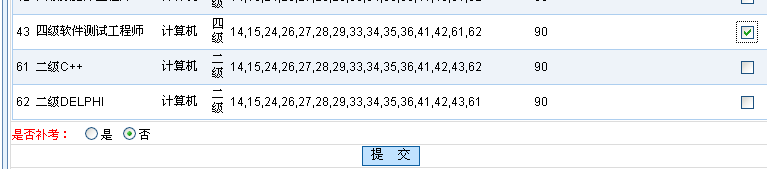 级
43 四级软件测试工程师 计算机 四级 14,15,24,26,27,28,29,33,34,35,36,41,42,61,62 90
61 二级C++ 计算机 二级 14,15,24,26,27,28,29,33,34,35,36,41,42,43,62 90
62 二级DELPHI 计算机 二级 14,15,24,26,27,28,29,33,34,35,36,41,42,43,61 90
是否补考： 是 否
提 交